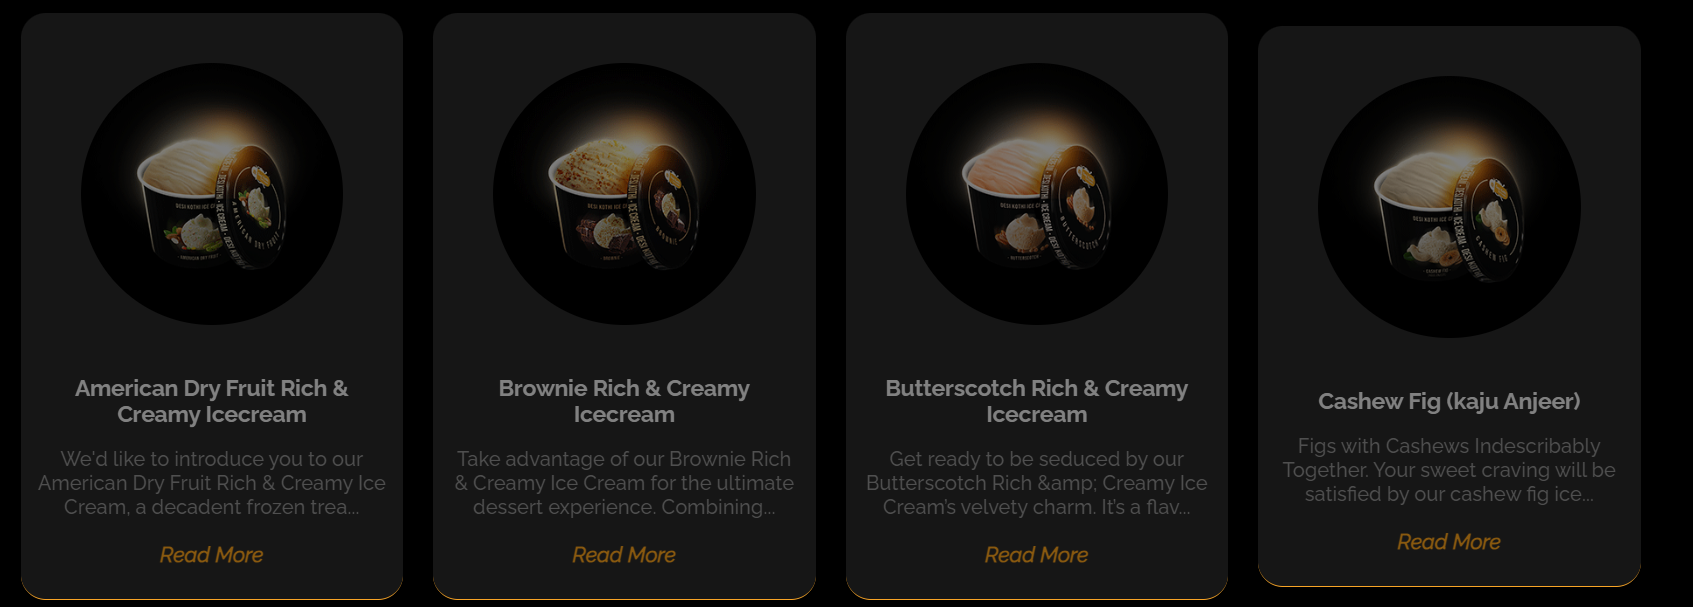 American Dry Fruit Rich &
Creamy Icecream
We'd like to introduce you to our
American Dry Fruit Rich & Creamy Ice
Cream, a decadent frozen trea...
Read More
Brownie Rich & Creamy
Icecream
Take advantage of our Brownie Rich
& Creamy Ice Cream for the ultimate
dessert experience. Combining...
Read More
Butterscotch Rich & Creamy
Icecream
Get ready to be seduced by our
Butterscotch Rich &amp; Creamy Ice
Cream's velvety charm. It's a flav...
Read More
Cashew Fig (kaju Anjeer)
Figs with Cashews Indescribably
Together. Your sweet craving will be
satisfied by our cashew fig ice...
Read More